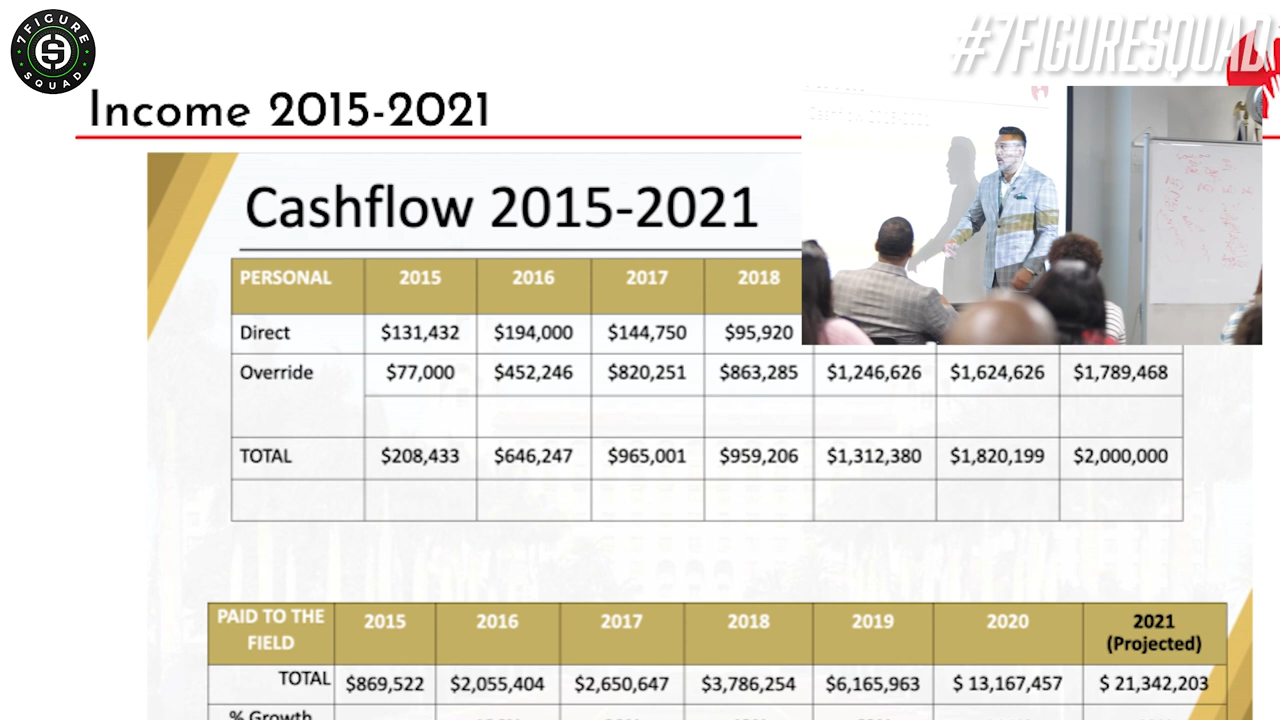 7 FIGURE
SQUAD
#7FIGURESQUAD
Income 2015-2021
Cashflow 2015-2021
PERSONAL 2015 2016 2017 2018
Direct $131,432 $194,000 $144,750 $95,920
Override $77,000 $452,246 $820,251 $863,285 $1,246,626 $1,624,626 $1,789,468
TOTAL $208,433 $646,247 $965,001 $959,206 $1,312,380 $1,820,199 $2,000,000
PAID TO THE FIELD 2015 2016 2017 2018 2019 2020 2021 (Projected)
TOTAL $869,522 $2,055,404 $2,650,647 $3,786,254 $6,165,963 $ 13,167,457 $ 21,342,203
% Growth